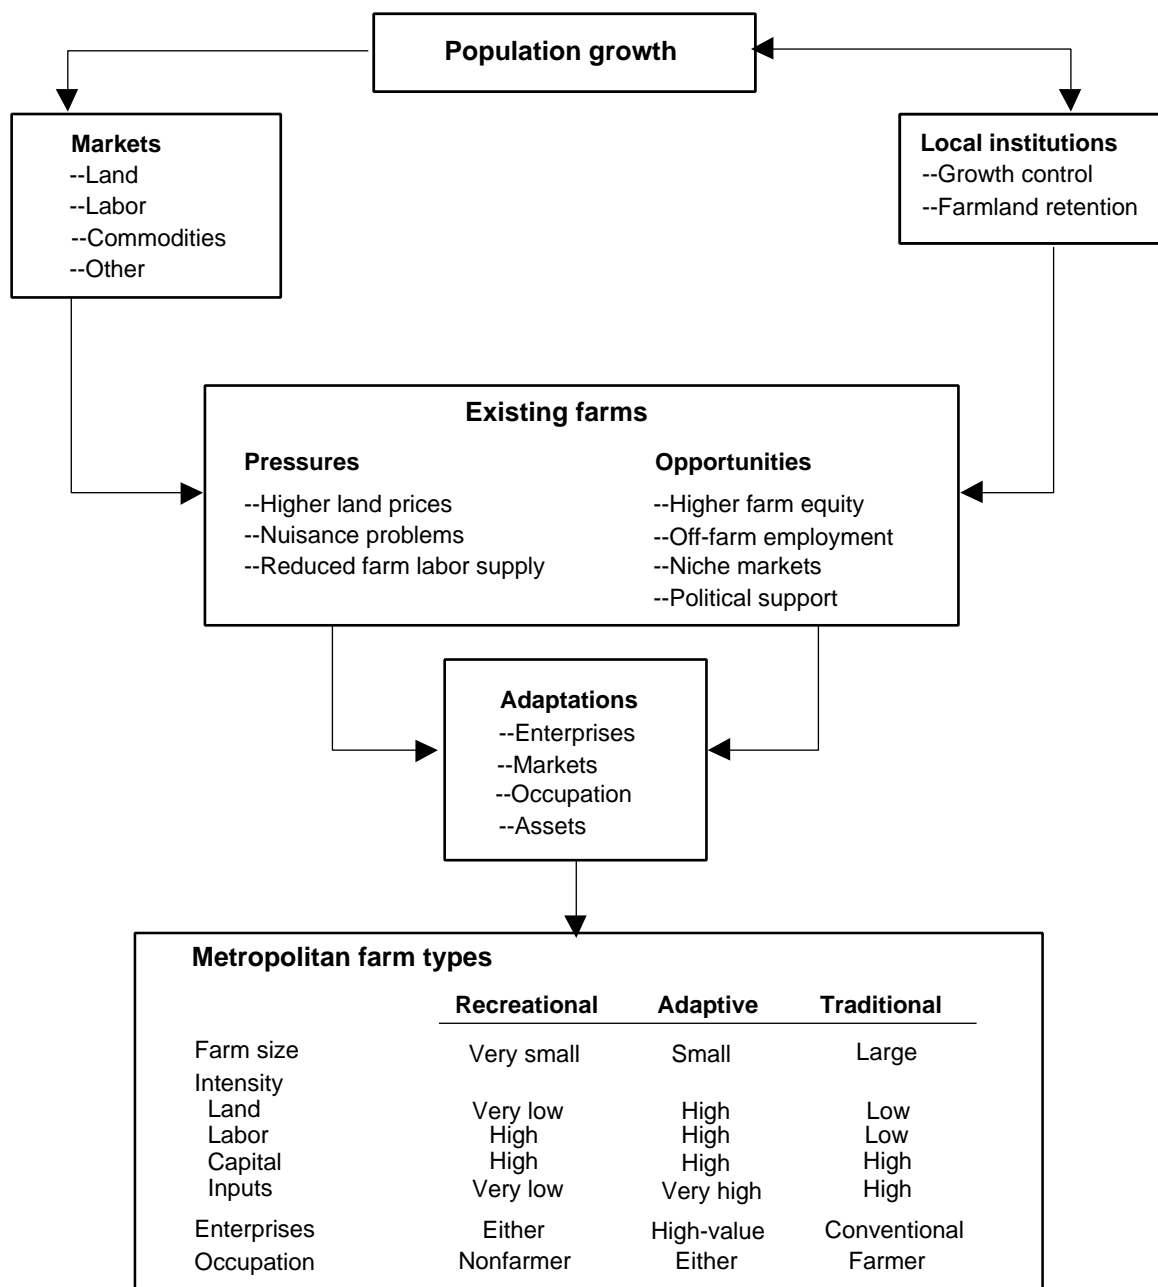 Population growth
Markets
--Land
--Labor
--Commodities
--Other
Local institutions
--Growth control
--Farmland retention
Existing farms
Pressures
--Higher land prices
--Nuisance problems
--Reduced farm labor supply
Opportunities
--Higher farm equity
--Off-farm employment
--Niche markets
--Political support
Adaptations
--Enterprises
--Markets
--Occupation
--Assets
Metropolitan farm types
Recreational Adaptive Traditional
Farm size Very small Small Large
Intensity
Land Very low High Low
Labor High High Low
Capital High High High
Inputs Very low Very high High
Enterprises Either High-value Conventional
Occupation Nonfarmer Either Farmer